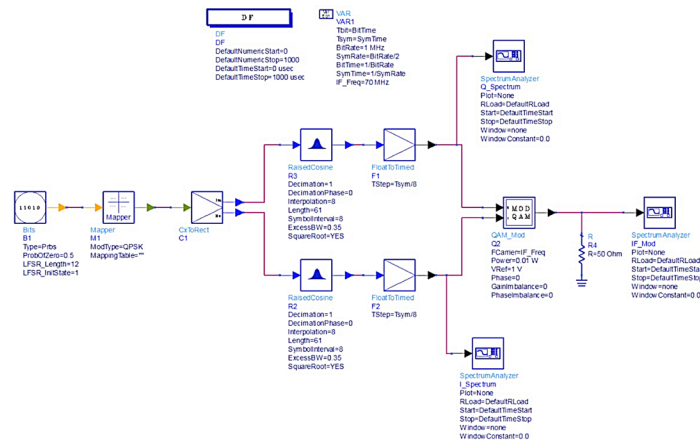 DF
DF
DF
DefaultNumericStart=0
DefaultNumericStop=1000
DefaultTimeStart=0 usec
DefaultTimeStop=1000 usec
VAR
VAR1
Tbit=BitTime
Tsym=SymTime
BitRate=1 MHz
SymRate=BitRate/2
BitTime=1/BitRate
SymTime=1/SymRate
IF_Freq=70 MHz
SpectrumAnalyzer
Q_Spectrum
Plot=None
RLoad=DefaultRLoad
Start=DefaultTimeStart
Stop=DefaultTimeStop
Window=none
WindowConstant=0.0
11010
Bits
B1
Type=Prbs
ProbOfZero=0.5
LFSR_Length=12
LFSR_InitState=1
Mapper
Mapper
M1
ModType=QPSK
MappingTable=""
Im
Re
CxToRect
C1
RaisedCosine
R3
Decimation=1
DecimationPhase=0
Interpolation=8
Length=61
SymbolInterval=8
ExcessBW=0.35
SquareRoot=YES
FloatToTimed
F1
TStep=Tsym/8
RaisedCosine
R2
Decimation=1
DecimationPhase=0
Interpolation=8
Length=61
SymbolInterval=8
ExcessBW=0.35
SquareRoot=YES
FloatToTimed
F2
TStep=Tsym/8
MOD
QAM
QAM_Mod
Q2
FCarrier=IF_Freq
Power=0.01 W
VRef=1 V
Phase=0
GainImbalance=0
PhaseImbalance=0
R
R4
R=50 Ohm
SpectrumAnalyzer
IF_Mod
Plot=None
RLoad=DefaultRLoad
Start=DefaultTimeStart
Stop=DefaultTimeStop
Window=none
WindowConstant=0.0
SpectrumAnalyzer
I_Spectrum
Plot=None
RLoad=DefaultRLoad
Start=DefaultTimeStart
Stop=DefaultTimeStop
Window=none
WindowConstant=0.0